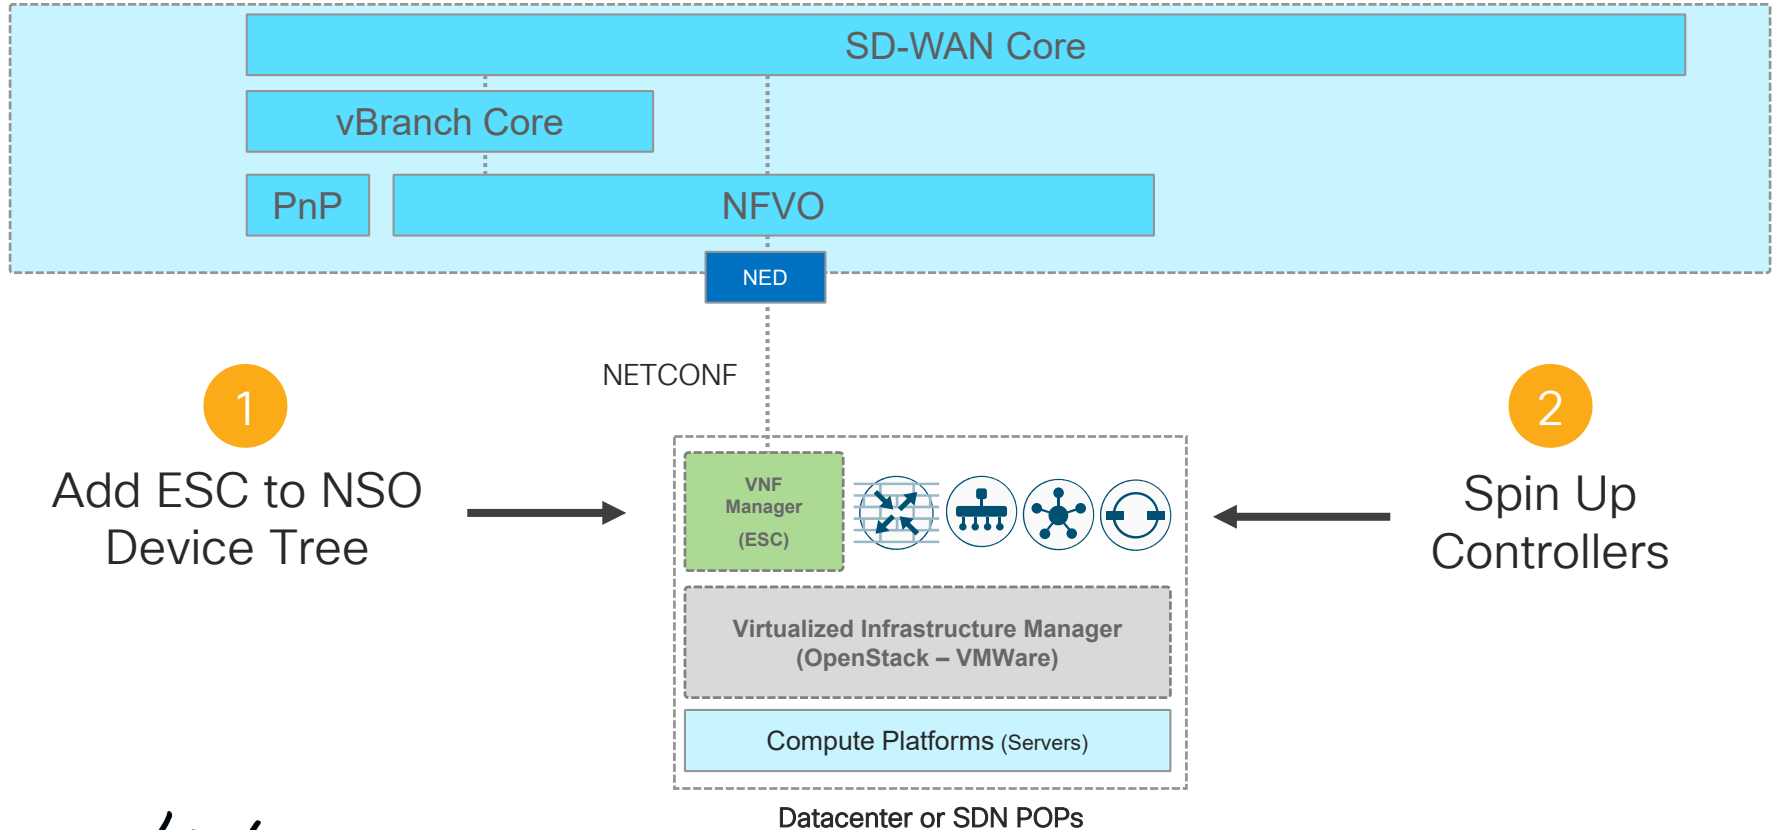 SD-WAN Core
vBranch Core
PnP
NFVO
NED
NETCONF
1
Add ESC to NSO
Device Tree
VNF
Manager
(ESC)
2
Spin Up
Controllers
Virtualized Infrastructure Manager
(OpenStack – VMWare)
Compute Platforms (Servers)
Datacenter or SDN POPs